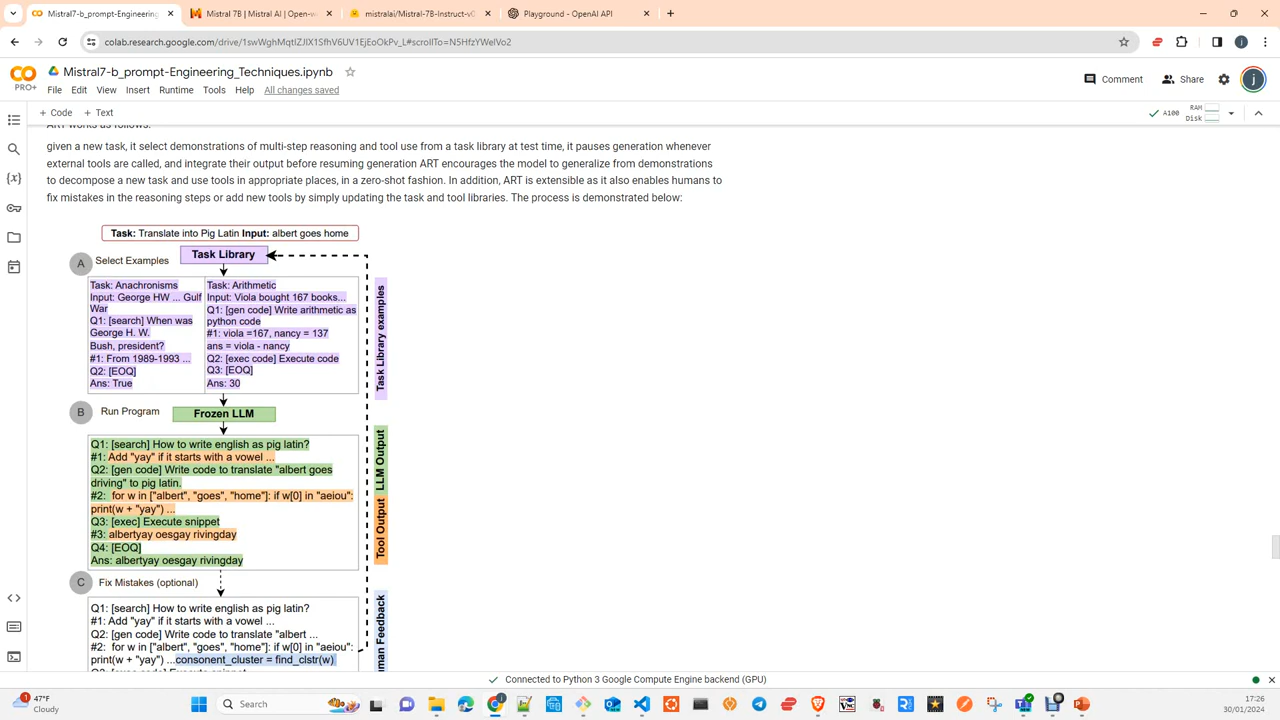 Mistral7-b_prompt-Engineering
Mistral 7B | Mistral AI | Open-w
mistralai/Mistral-7B-Instruct-v0
Playground - OpenAI API
colab.research.google.com/drive/1swWghMqtIZJIX1SfhV6UV1EjEoOkPv_L#scrollTo=N5HfzYWeIVo2
Mistral7-b_prompt-Engineering_Techniques.ipynb
PRO+
File Edit View Insert Runtime Tools Help All changes saved
Comment Share
+ Code + Text
RAM
A100
Disk
ART works as follows:
given a new task, it select demonstrations of multi-step reasoning and tool use from a task library at test time, it pauses generation whenever
external tools are called, and integrate their output before resuming generation ART encourages the model to generalize from demonstrations
to decompose a new task and use tools in appropriate places, in a zero-shot fashion. In addition, ART is extensible as it also enables humans to
fix mistakes in the reasoning steps or add new tools by simply updating the task and tool libraries. The process is demonstrated below:
Task: Translate into Pig Latin Input: albert goes home
A Select Examples
Task Library
Task: Anachronisms
Input: George HW ... Gulf
War
Q1: [search] When was
George H. W.
Bush, president?
#1: From 1989-1993 ...
Q2: [EOQ]
Ans: True
Task: Arithmetic
Input: Viola bought 167 books...
Q1: [gen code] Write arithmetic as
python code
#1: viola =167, nancy = 137
ans = viola - nancy
Q2: [exec code] Execute code
Q3: [EOQ]
Ans: 30
Task Library examples
B Run Program
Frozen LLM
Q1: [search] How to write english as pig latin?
#1: Add "yay" if it starts with a vowel ...
Q2: [gen code] Write code to translate "albert goes
driving" to pig latin.
#2: for w in ["albert", "goes", "home"]: if w[0] in "aeiou":
print(w + "yay") ...
Q3: [exec] Execute snippet
#3: albertyay oesgay rivingday
Q4: [EOQ]
Ans: albertyay oesgay rivingday
LLM Output
Tool Output
C Fix Mistakes (optional)
Q1: [search] How to write english as pig latin?
#1: Add "yay" if it starts with a vowel ...
Q2: [gen code] Write code to translate "albert ...
#2: for w in ["albert", "goes", "home"]: if w[0] in "aeiou":
print(w + "yay") ...consonent_cluster = find_clstr(w)
man Feedback
Connected to Python 3 Google Compute Engine backend (GPU)
47°F
Cloudy
Search
17:26
30/01/2024